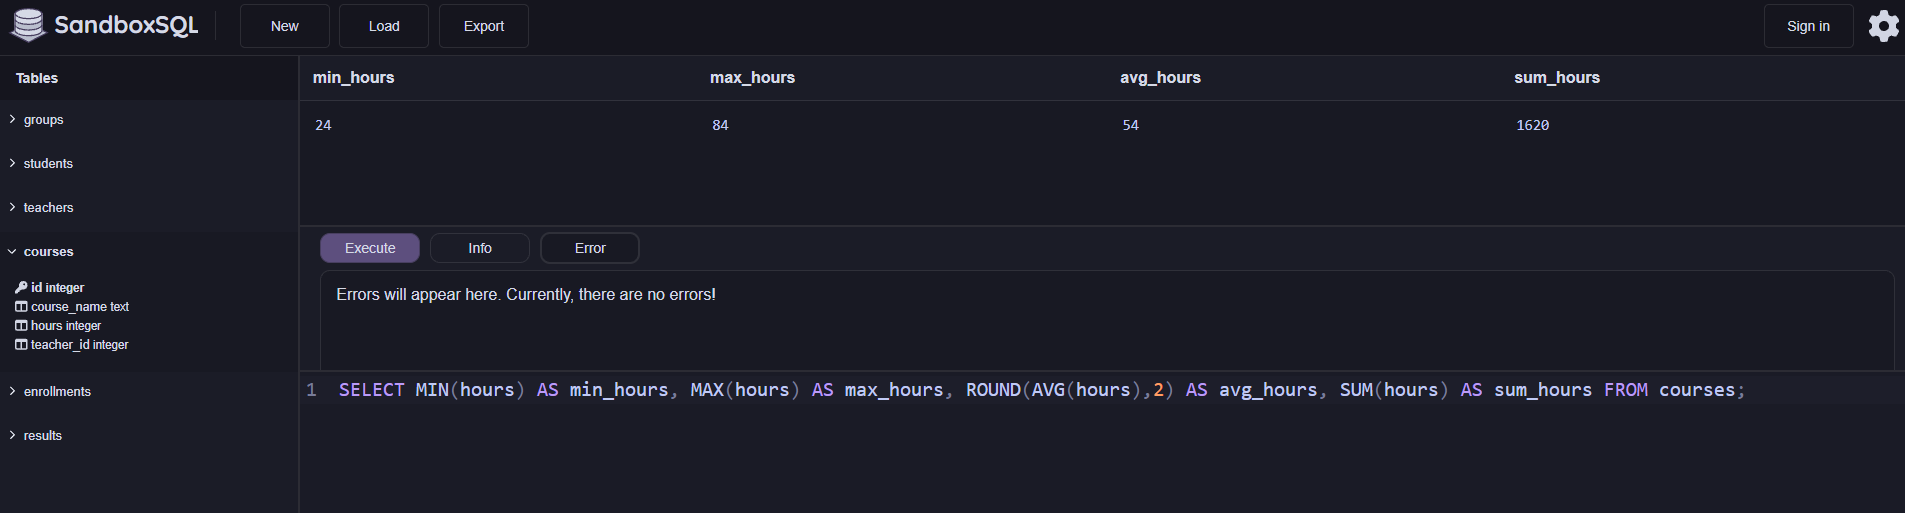 SandboxSQL New Load Export Sign in
Tables
groups
students
teachers
courses
id integer
course_name text
hours integer
teacher_id integer
enrollments
results
min_hours max_hours avg_hours sum_hours
24 84 54 1620
Execute Info Error
Errors will appear here. Currently, there are no errors!
1 SELECT MIN(hours) AS min_hours, MAX(hours) AS max_hours, ROUND(AVG(hours),2) AS avg_hours, SUM(hours) AS sum_hours FROM courses;